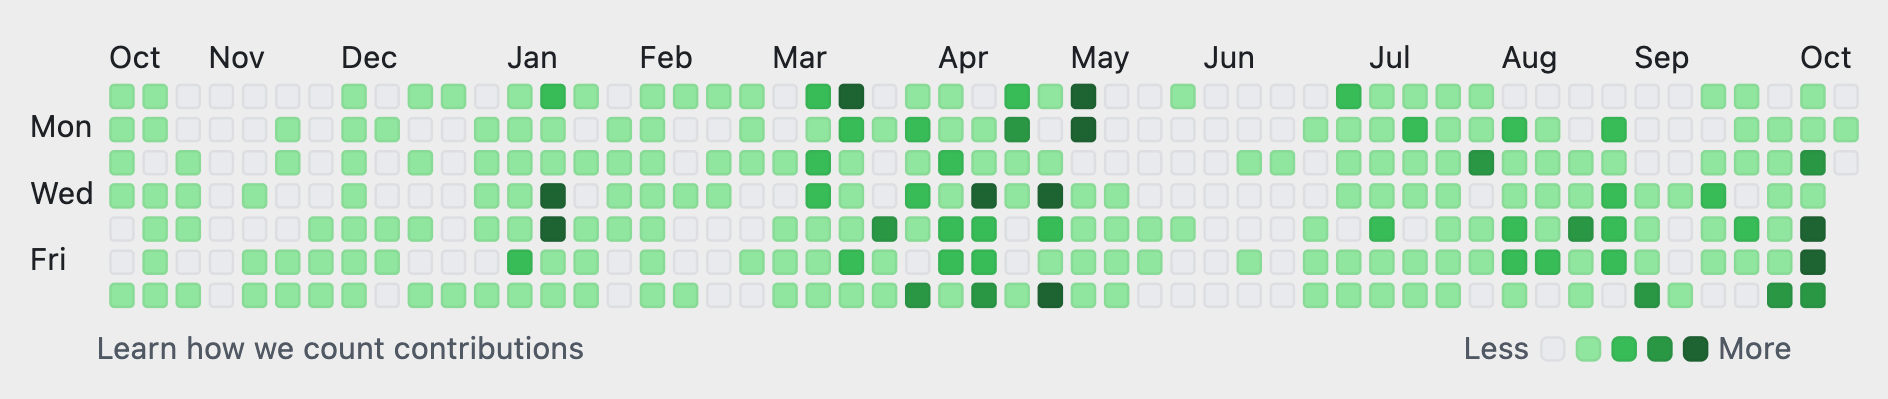 Oct Nov Dec Jan Feb Mar Apr May Jun Jul Aug Sep Oct
Mon
Wed
Fri
Learn how we count contributions Less More